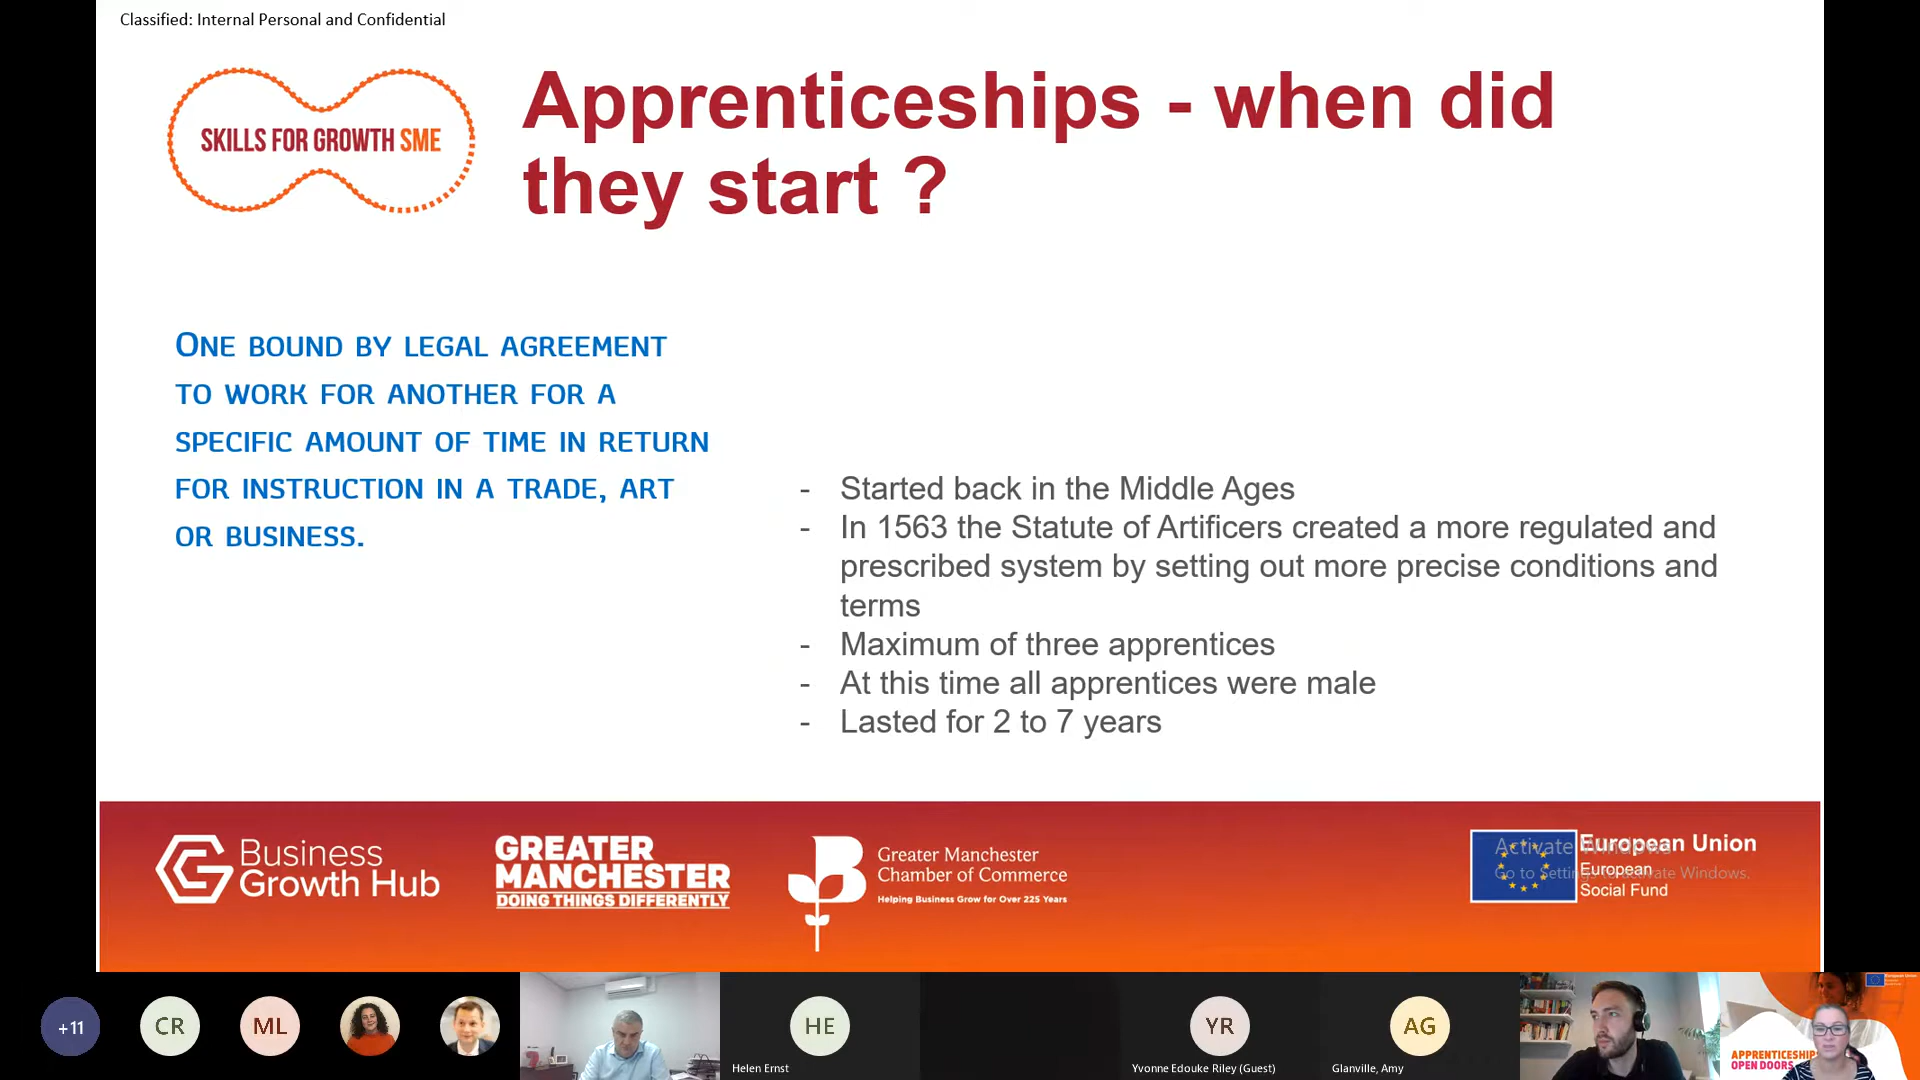 Classified: Internal Personal and Confidential
SKILLS FOR GROWTH SME
Apprenticeships - when did
they start ?
ONE BOUND BY LEGAL AGREEMENT
TO WORK FOR ANOTHER FOR A
SPECIFIC AMOUNT OF TIME IN RETURN
FOR INSTRUCTION IN A TRADE, ART
OR BUSINESS.
- Started back in the Middle Ages
- In 1563 the Statute of Artificers created a more regulated and
prescribed system by setting out more precise conditions and
terms
- Maximum of three apprentices
- At this time all apprentices were male
- Lasted for 2 to 7 years
Business
Growth Hub
GREATER
MANCHESTER
DOING THINGS DIFFERENTLY
Greater Manchester
Chamber of Commerce
Helping Business Grow for Over 225 Years
European Union
European
Social Fund
Activate Windows
Go to Settings to activate Windows.
+11
CR
ML
HE
Helen Ernst
YR
Yvonne Edouke Riley (Guest)
AG
Glanville, Amy
APPRENTICESHIPS
OPEN DOORS